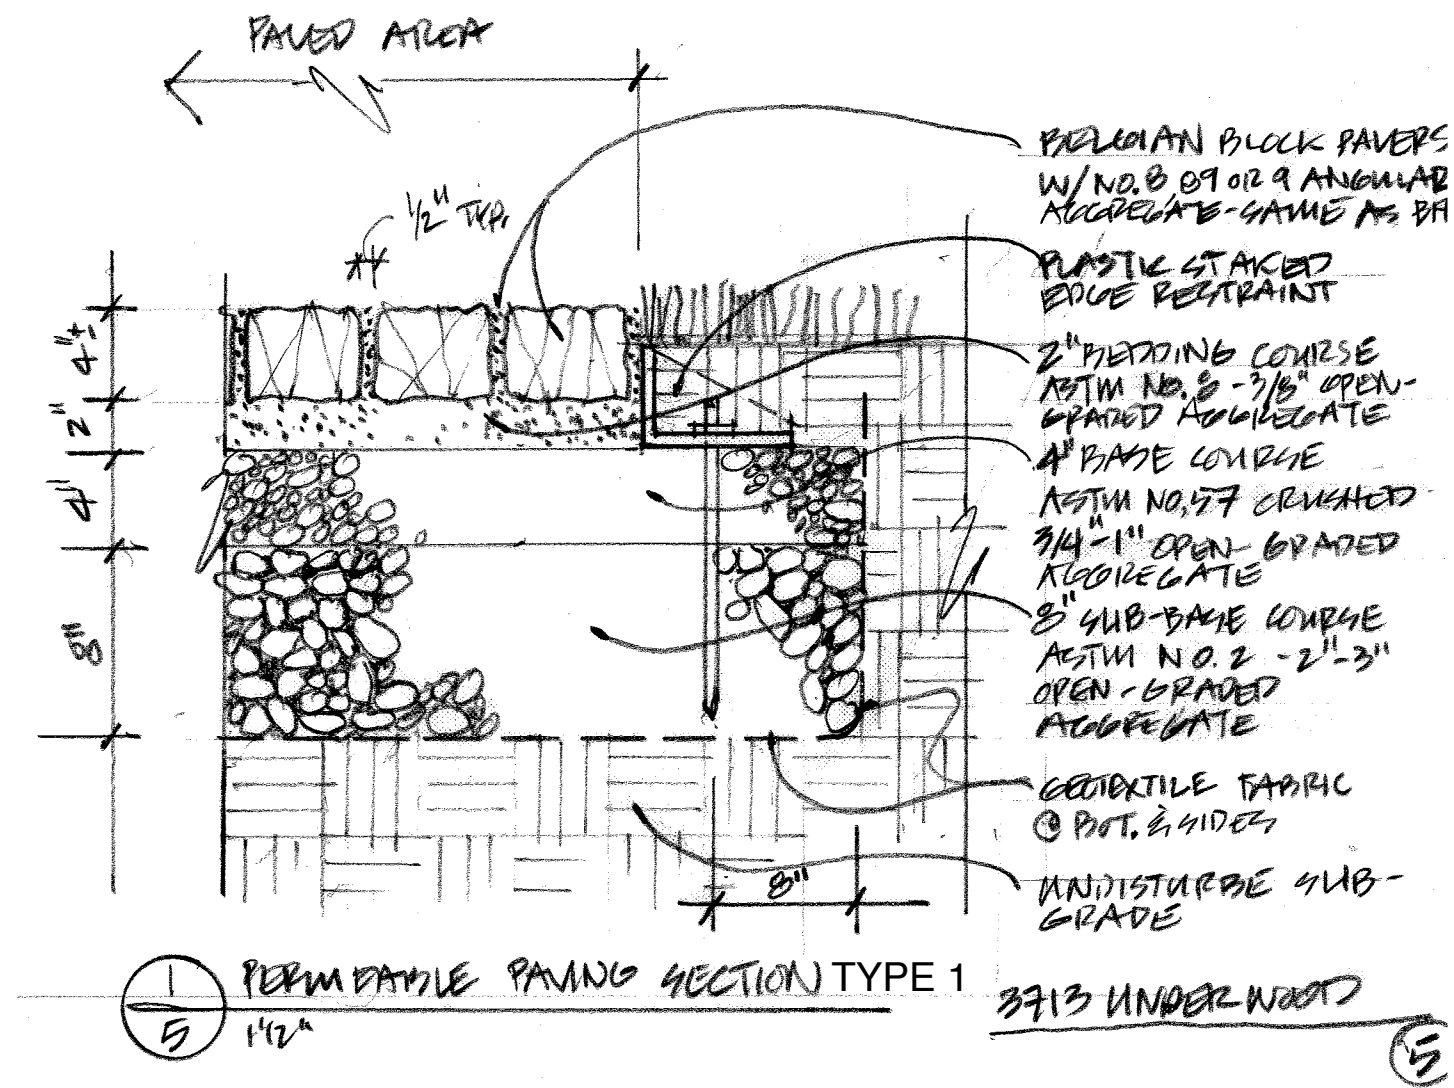 PAVED AREA
1/2" TYP.
BELGIAN BLOCK PAVERS
W/ NO. 8 89 OR 9 ANGULAR
AGGREGATE-SAME AS
PLASTIC STAKED
EDGE RESTRAINT
4"±
2"
4"
8"
2" BEDDING COURSE
ASTM NO. 8 -3/8" OPEN-
GRADED AGGREGATE
4" BASE COURSE
ASTM NO. 57 CRUSHED
3/4"-1" OPEN-GRADED
AGGREGATE
8" SUB-BASE COURSE
ASTM NO. 2 -2"-3"
OPEN-GRADED
AGGREGATE
GEOTEXTILE FABRIC
@ BOT. & SIDES
UNDISTURBE SUB-
GRADE
8"
1
5
PERMEABLE PAVING SECTION TYPE 1
1 1/2"
3713 UNDERWOOD
5